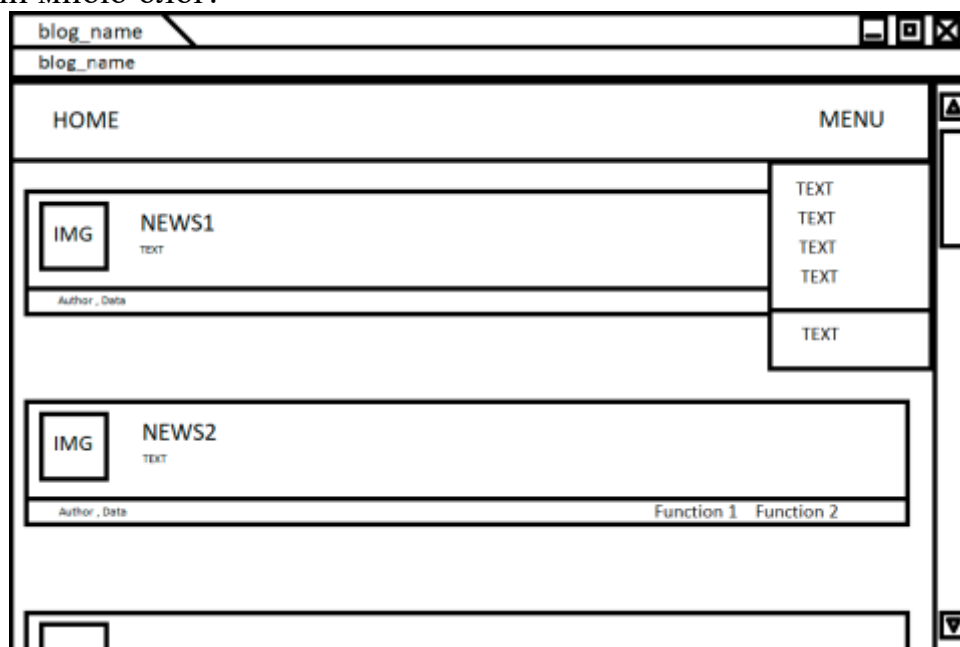 blog_name
blog_name
HOME MENU
TEXT
TEXT
TEXT
TEXT
TEXT
IMG NEWS1
TEXT
Author , Data
IMG NEWS2
TEXT
Author , Data Function 1 Function 2